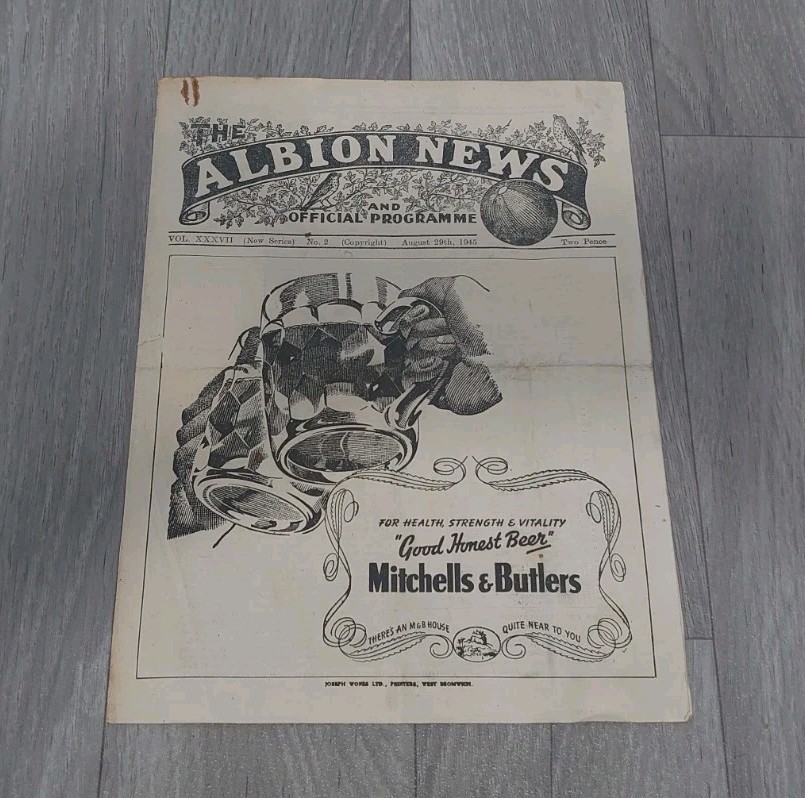 THE
ALBION NEWS
AND
OFFICIAL PROGRAMME
VOL. XXXVII (New Series) No. 2 (Copyright) August 29th, 1945 Two Pence
FOR HEALTH, STRENGTH & VITALITY
"Good Honest Beer"
Mitchells & Butlers
THERE'S AN M&B HOUSE QUITE NEAR TO YOU
JOSEPH WONES LTD., PRINTERS, WEST BROMWICH.